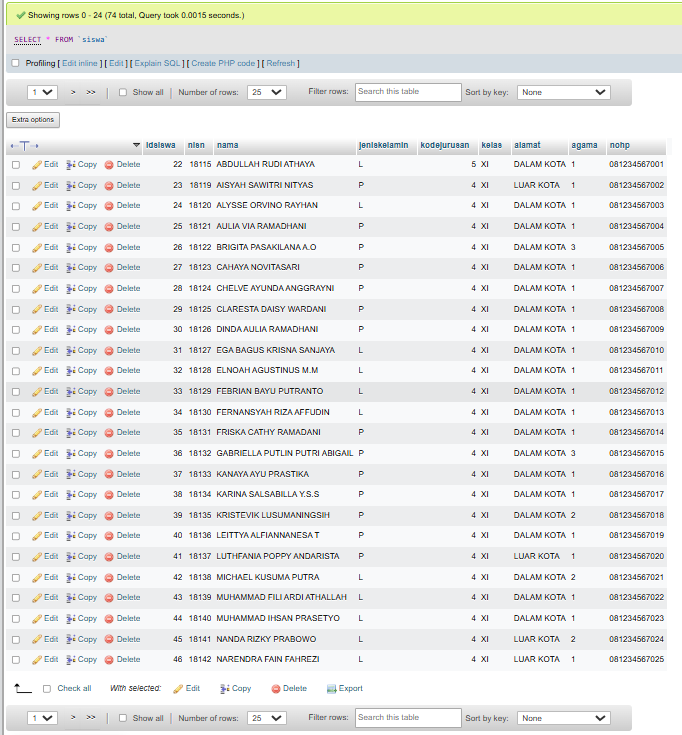 Showing rows 0 - 24 (74 total, Query took 0.0015 seconds.)
SELECT * FROM `siswa`
Profiling [ Edit inline ] [ Edit ] [ Explain SQL ] [ Create PHP code ] [ Refresh ]
1 > >> Show all Number of rows: 25 Filter rows: Search this table Sort by key: None
Extra options
idsiswa nisn nama jeniskelamin kodejurusan kelas alamat agama nohp
Edit Copy Delete 22 18115 ABDULLAH RUDI ATHAYA L 5 XI DALAM KOTA 1 081234567001
Edit Copy Delete 23 18119 AISYAH SAWITRI NITYAS P 4 XI LUAR KOTA 1 081234567002
Edit Copy Delete 24 18120 ALYSSE ORVINO RAYHAN L 4 XI DALAM KOTA 1 081234567003
Edit Copy Delete 25 18121 AULIA VIA RAMADHANI P 4 XI DALAM KOTA 1 081234567004
Edit Copy Delete 26 18122 BRIGITA PASAKILANA A.O P 4 XI DALAM KOTA 3 081234567005
Edit Copy Delete 27 18123 CAHAYA NOVITASARI P 4 XI DALAM KOTA 1 081234567006
Edit Copy Delete 28 18124 CHELVE AYUNDA ANGGRAYNI P 4 XI DALAM KOTA 1 081234567007
Edit Copy Delete 29 18125 CLARESTA DAISY WARDANI P 4 XI DALAM KOTA 1 081234567008
Edit Copy Delete 30 18126 DINDA AULIA RAMADHANI P 4 XI DALAM KOTA 1 081234567009
Edit Copy Delete 31 18127 EGA BAGUS KRISNA SANJAYA L 4 XI DALAM KOTA 1 081234567010
Edit Copy Delete 32 18128 ELNOAH AGUSTINUS M.M L 4 XI DALAM KOTA 1 081234567011
Edit Copy Delete 33 18129 FEBRIAN BAYU PUTRANTO L 4 XI DALAM KOTA 1 081234567012
Edit Copy Delete 34 18130 FERNANSYAH RIZA AFFUDIN L 4 XI DALAM KOTA 1 081234567013
Edit Copy Delete 35 18131 FRISKA CATHY RAMADANI P 4 XI DALAM KOTA 1 081234567014
Edit Copy Delete 36 18132 GABRIELLA PUTLIN PUTRI ABIGAIL P 4 XI DALAM KOTA 3 081234567015
Edit Copy Delete 37 18133 KANAYA AYU PRASTIKA P 4 XI DALAM KOTA 1 081234567016
Edit Copy Delete 38 18134 KARINA SALSABILLA Y.S.S P 4 XI DALAM KOTA 1 081234567017
Edit Copy Delete 39 18135 KRISTEVIK LUSUMANINGSIH P 4 XI DALAM KOTA 2 081234567018
Edit Copy Delete 40 18136 LEITTYA ALFIANNANESA T P 4 XI DALAM KOTA 1 081234567019
Edit Copy Delete 41 18137 LUTHFANIA POPPY ANDARISTA P 4 XI LUAR KOTA 1 081234567020
Edit Copy Delete 42 18138 MICHAEL KUSUMA PUTRA L 4 XI DALAM KOTA 2 081234567021
Edit Copy Delete 43 18139 MUHAMMAD FILI ARDI ATHALLAH L 4 XI DALAM KOTA 1 081234567022
Edit Copy Delete 44 18140 MUHAMMAD IHSAN PRASETYO L 4 XI DALAM KOTA 1 081234567023
Edit Copy Delete 45 18141 NANDA RIZKY PRABOWO L 4 XI LUAR KOTA 2 081234567024
Edit Copy Delete 46 18142 NARENDRA FAIN FAHREZI L 4 XI LUAR KOTA 1 081234567025
Check all With selected: Edit Copy Delete Export
1 > >> Show all Number of rows: 25 Filter rows: Search this table Sort by key: None